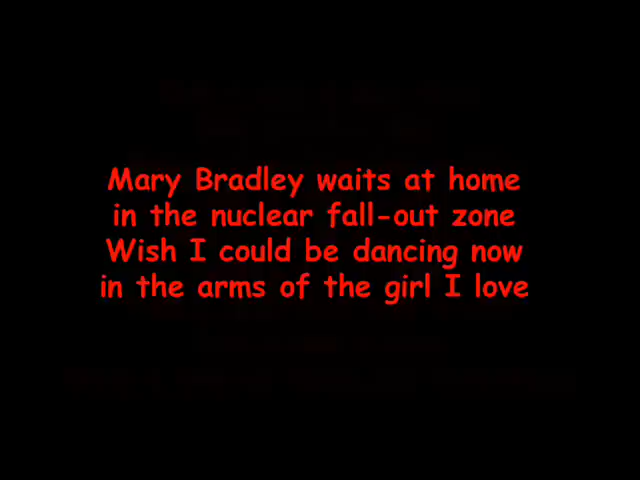 Mary Bradley waits at home
in the nuclear fall-out zone
Wish I could be dancing now
in the arms of the girl I love